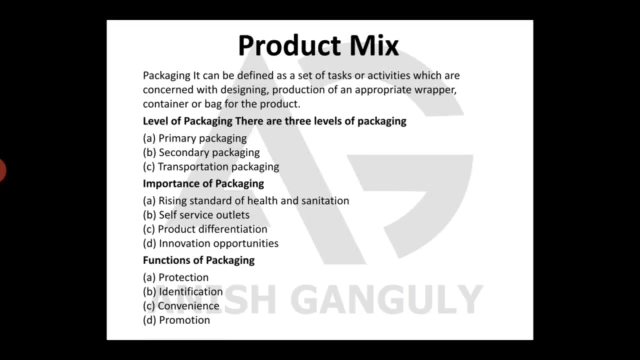 Product Mix
Packaging It can be defined as a set of tasks or activities which are
concerned with designing, production of an appropriate wrapper,
container or bag for the product.
Level of Packaging There are three levels of packaging
(a) Primary packaging
(b) Secondary packaging
(c) Transportation packaging
Importance of Packaging
(a) Rising standard of health and sanitation
(b) Self service outlets
(c) Product differentiation
(d) Innovation opportunities
Functions of Packaging
(a) Protection
(b) Identification
(c) Convenience
(d) Promotion
AG
ANISH GANGULY